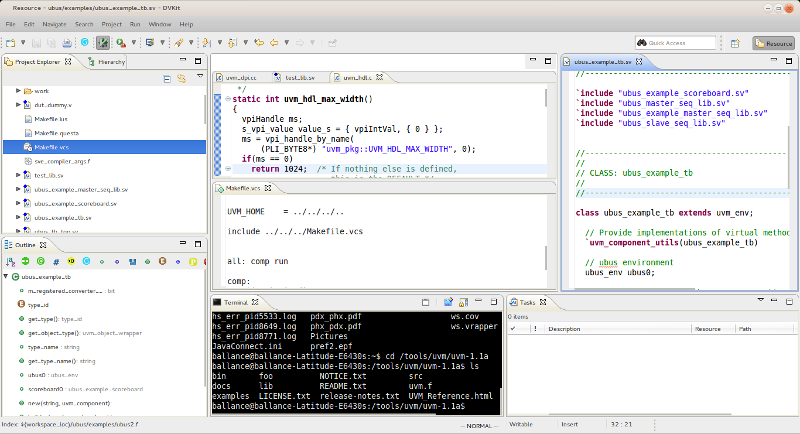 Resource - ubus/examples/ubus_example_tb.sv - DVKit
File Edit Navigate Search Project Run Window Help
Quick Access
Resource
Project Explorer
Hierarchy
work
dut_dummy.v
Makefile.ius
Makefile.questa
Makefile.vcs
sve_compiler_args.f
test_lib.sv
ubus_example_master_seq_lib.sv
ubus_example_scoreboard.sv
ubus_example_tb.sv
ubus_tb_top.sv
Outline
ubus_example_tb
m_registered_converter__ : bit
type_id
get_type(): type_id
get_object_type(): uvm_object_wrapper
type_name : string
get_type_name(): string
ubus0 : ubus_env
scoreboard0 : ubus_example_scoreboard
new(string, uvm_component)
uvm_dpi.cc
test_lib.sv
uvm_hdl.c
*/
static int uvm_hdl_max_width()
{
vpiHandle ms;
s_vpi_value value_s = { vpiIntVal, { 0 } };
ms = vpi_handle_by_name(
(PLI_BYTE8*) "uvm_pkg::UVM_HDL_MAX_WIDTH", 0);
if(ms == 0)
return 1024; /* If nothing else is defined,
this is the DEFAULT */
Makefile.vcs
UVM_HOME = ../../../..
include ../../../Makefile.vcs
all: comp run
comp:
ubus_example_tb.sv
//
`include "ubus_example_scoreboard.sv"
`include "ubus_master_seq_lib.sv"
`include "ubus_example_master_seq_lib.sv"
`include "ubus_slave_seq_lib.sv"
//
//
// CLASS: ubus_example_tb
//
//
class ubus_example_tb extends uvm_env;
// Provide implementations of virtual method
`uvm_component_utils(ubus_example_tb)
// ubus environment
ubus_env ubus0;
Terminal
hs_err_pid5533.log pdx_phx.pdf ws.cov
hs_err_pid8649.log phx_pdx.pdf ws.vrapper
hs_err_pid8771.log Pictures
JavaConnect.ini pref2.epf
ballance@ballance-Latitude-E6430s:~$ cd /tools/uvm/uvm-1.1a
ballance@ballance-Latitude-E6430s:/tools/uvm/uvm-1.1a$ ls
bin foo NOTICE.txt src
docs lib README.txt uvm.f
examples LICENSE.txt release-notes.txt UVM_Reference.html
ballance@ballance-Latitude-E6430s:/tools/uvm/uvm-1.1a$
Tasks
0 items
! Description Resource Path
Index: ${workspace_loc}/ubus/examples/ubus2.f
-- NORMAL --
Writable
Insert
32 : 21